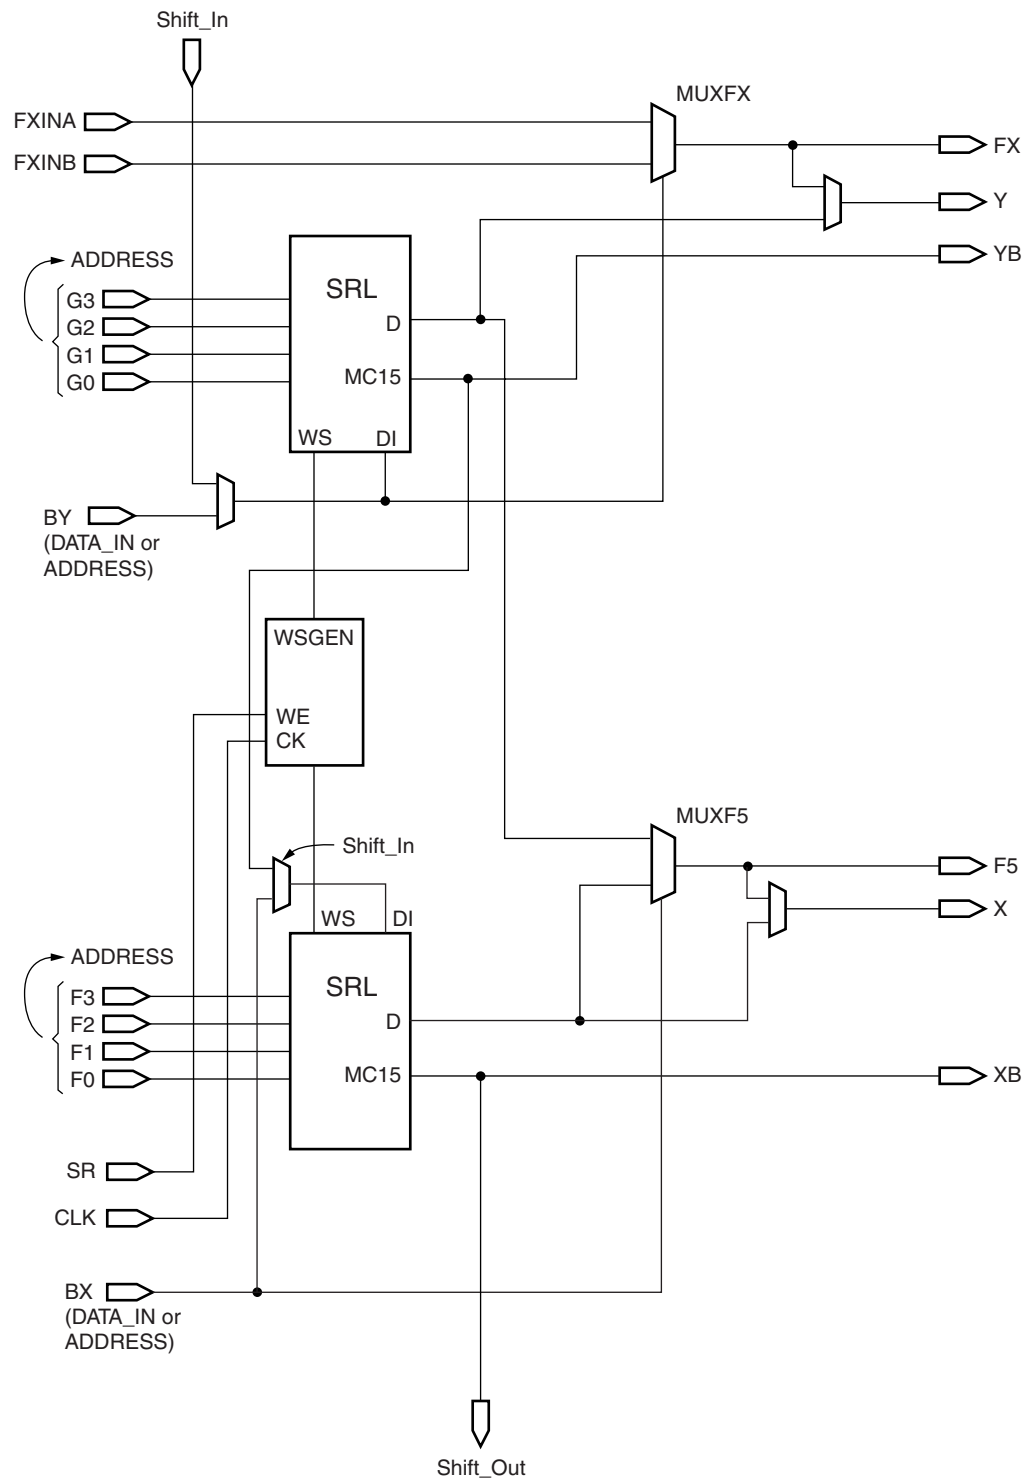 Shift_In
MUXFX
FXINA
FXINB
FX
Y
YB
ADDRESS
SRL
G3
G2
G1
G0
D
MC15
WS
DI
BY
(DATA_IN or
ADDRESS)
WSGEN
WE
CK
MUXF5
Shift_In
F5
X
WS
DI
ADDRESS
SRL
F3
F2
F1
F0
D
MC15
XB
SR
CLK
BX
(DATA_IN or
ADDRESS)
Shift_Out